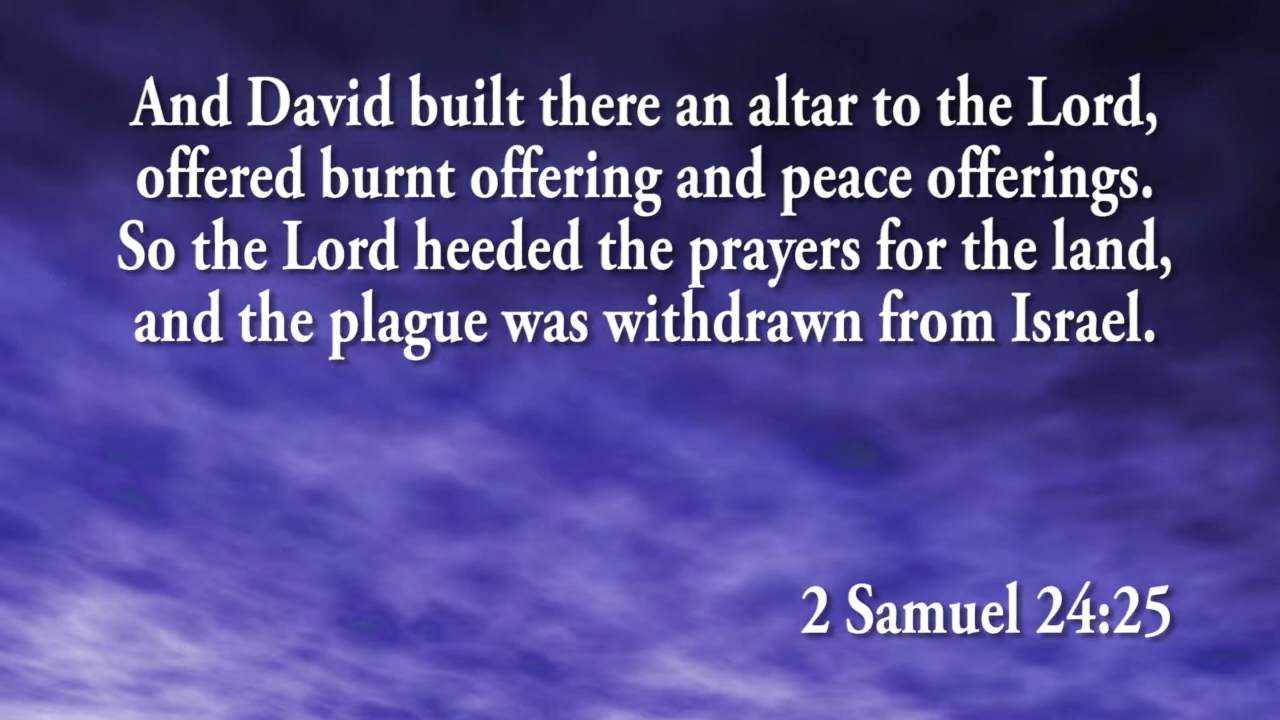 And David built there an altar to the Lord,
offered burnt offering and peace offerings.
So the Lord heeded the prayers for the land,
and the plague was withdrawn from Israel.
2 Samuel 24:25